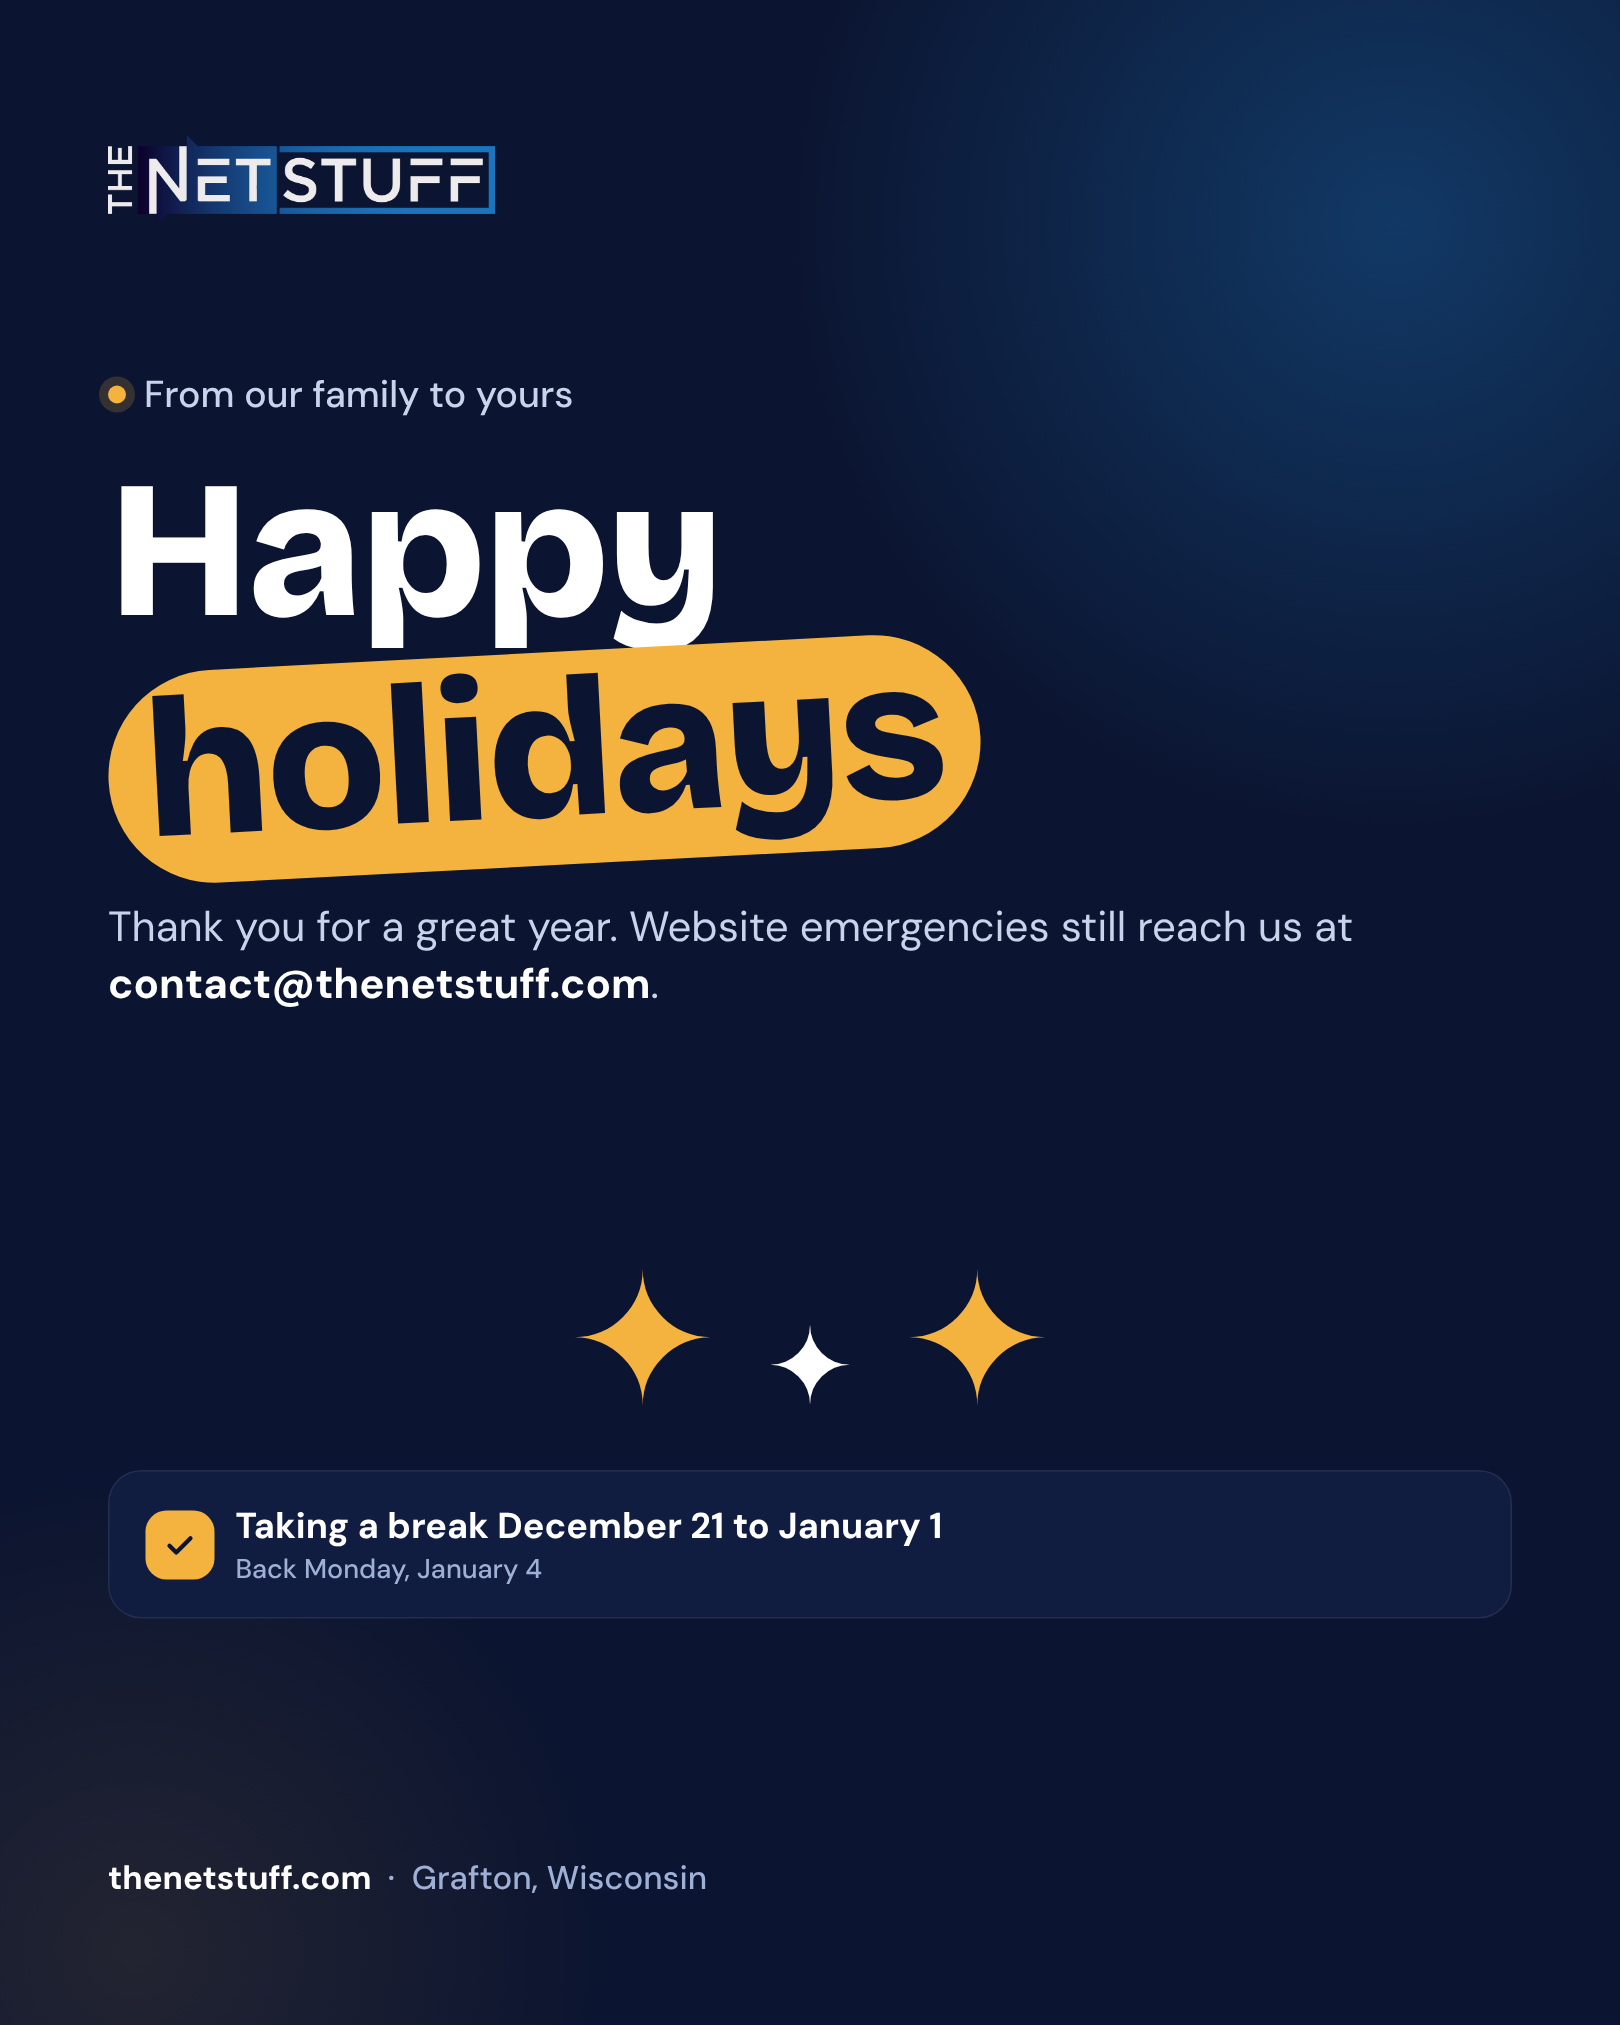 THE NETSTUFF
From our family to yours
Happy
holidays
Thank you for a great year. Website emergencies still reach us at
contact@thenetstuff.com.
Taking a break December 21 to January 1
Back Monday, January 4
thenetstuff.com · Grafton, Wisconsin